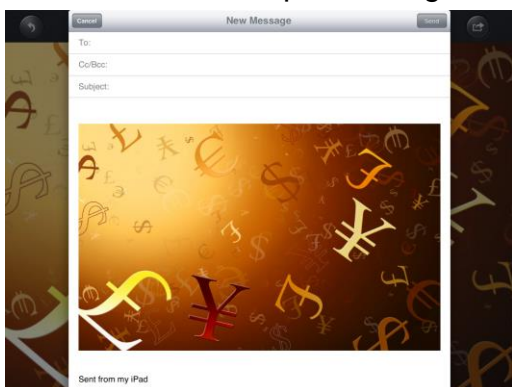 Cancel
New Message
Send
To:
Cc/Bcc:
Subject:
Sent from my iPad